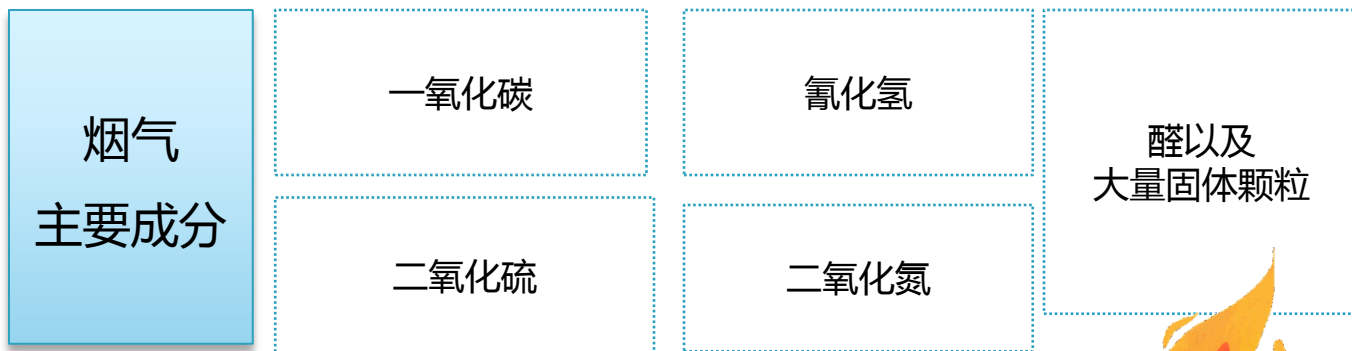 烟气
主要成分
一氧化碳
氰化氢
醛以及
大量固体颗粒
二氧化硫
二氧化氮